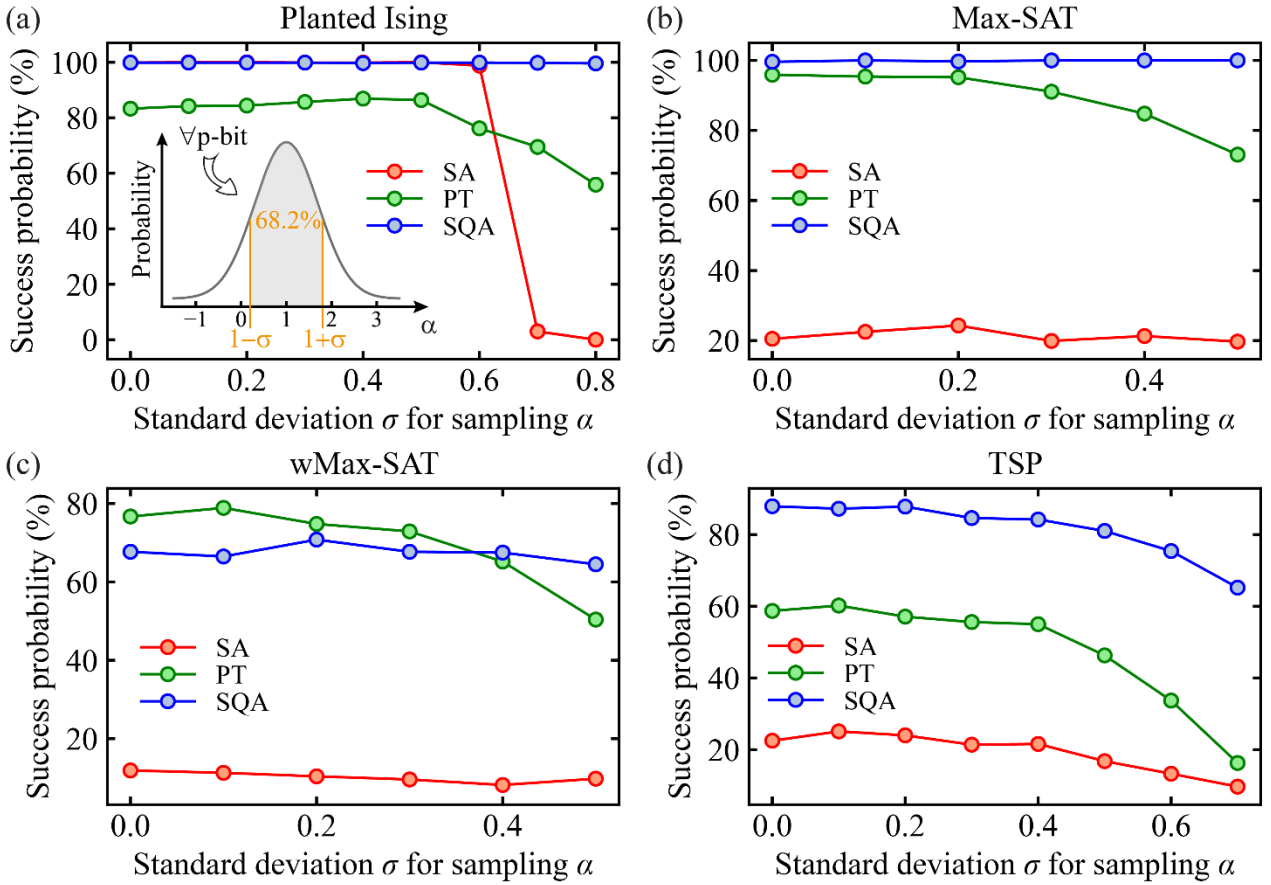 (a)
Planted Ising
Success probability (%)
100
80
60
40
20
0
0.0 0.2 0.4 0.6 0.8
Standard deviation σ for sampling α
SA
PT
SQA
∀p-bit
Probability
68.2%
−1 0 1 2 3 α
1−σ 1+σ
(b)
Max-SAT
Success probability (%)
100
80
60
40
20
0.0 0.2 0.4
Standard deviation σ for sampling α
SA
PT
SQA
(c)
wMax-SAT
Success probability (%)
80
60
40
20
0.0 0.2 0.4
Standard deviation σ for sampling α
SA
PT
SQA
(d)
TSP
Success probability (%)
80
60
40
20
0.0 0.2 0.4 0.6
Standard deviation σ for sampling α
SA
PT
SQA